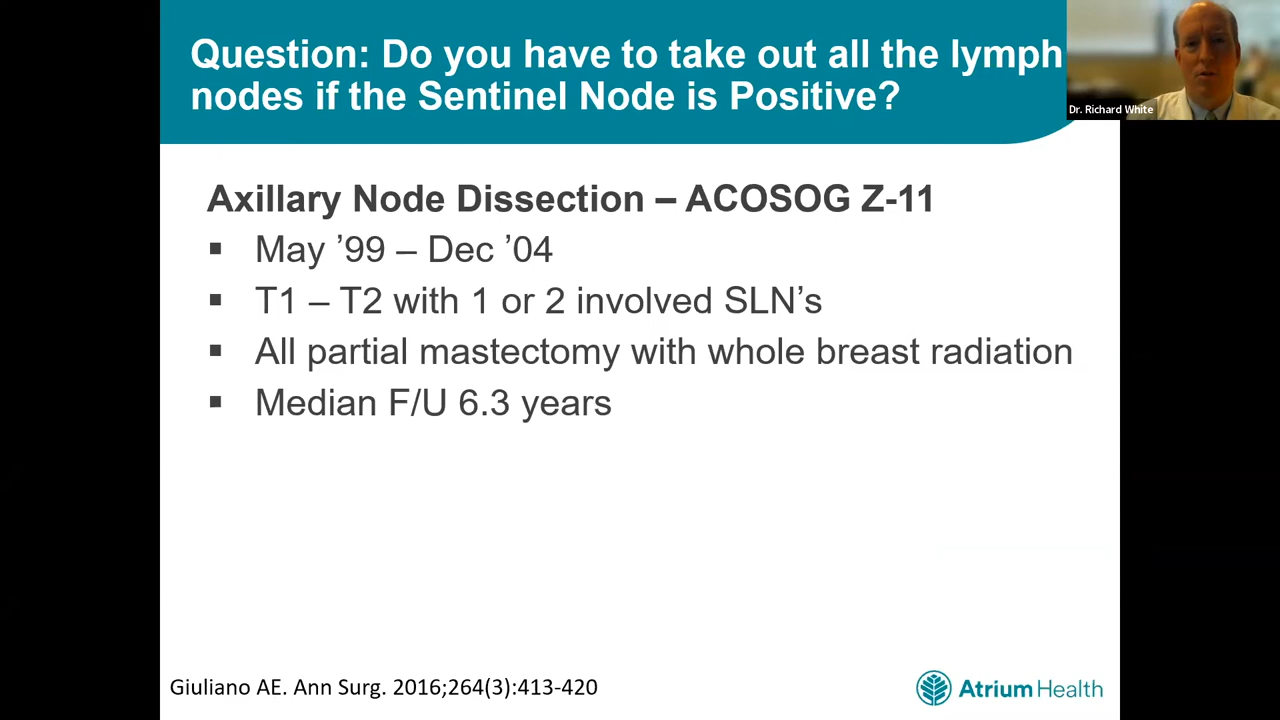 Question: Do you have to take out all the lymph
nodes if the Sentinel Node is Positive?
Dr. Richard White
Axillary Node Dissection – ACOSOG Z-11
▪ May ’99 – Dec ’04
▪ T1 – T2 with 1 or 2 involved SLN’s
▪ All partial mastectomy with whole breast radiation
▪ Median F/U 6.3 years
Giuliano AE. Ann Surg. 2016;264(3):413-420
Atrium Health